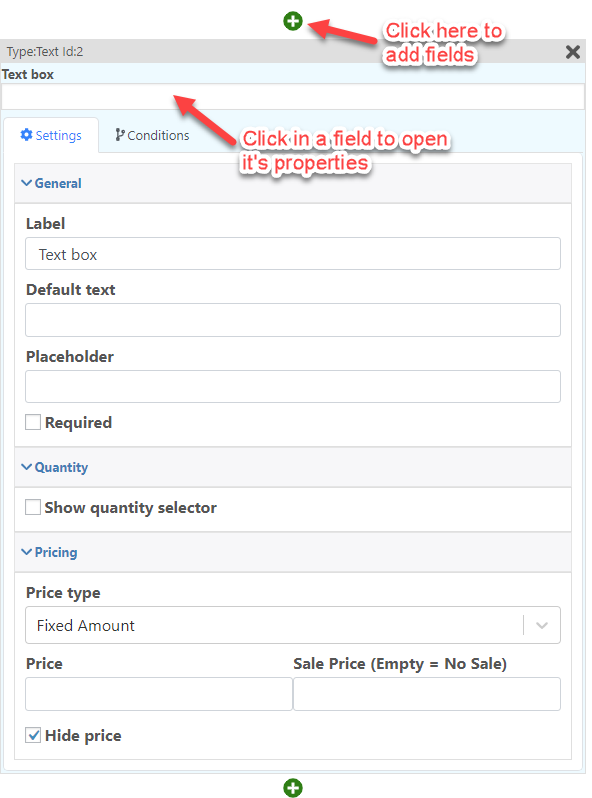 Click here to
add fields
Type:Text Id:2
Text box
Click in a field to open
it's properties
Settings
Conditions
General
Label
Text box
Default text
Placeholder
Required
Quantity
Show quantity selector
Pricing
Price type
Fixed Amount
Price
Sale Price (Empty = No Sale)
Hide price